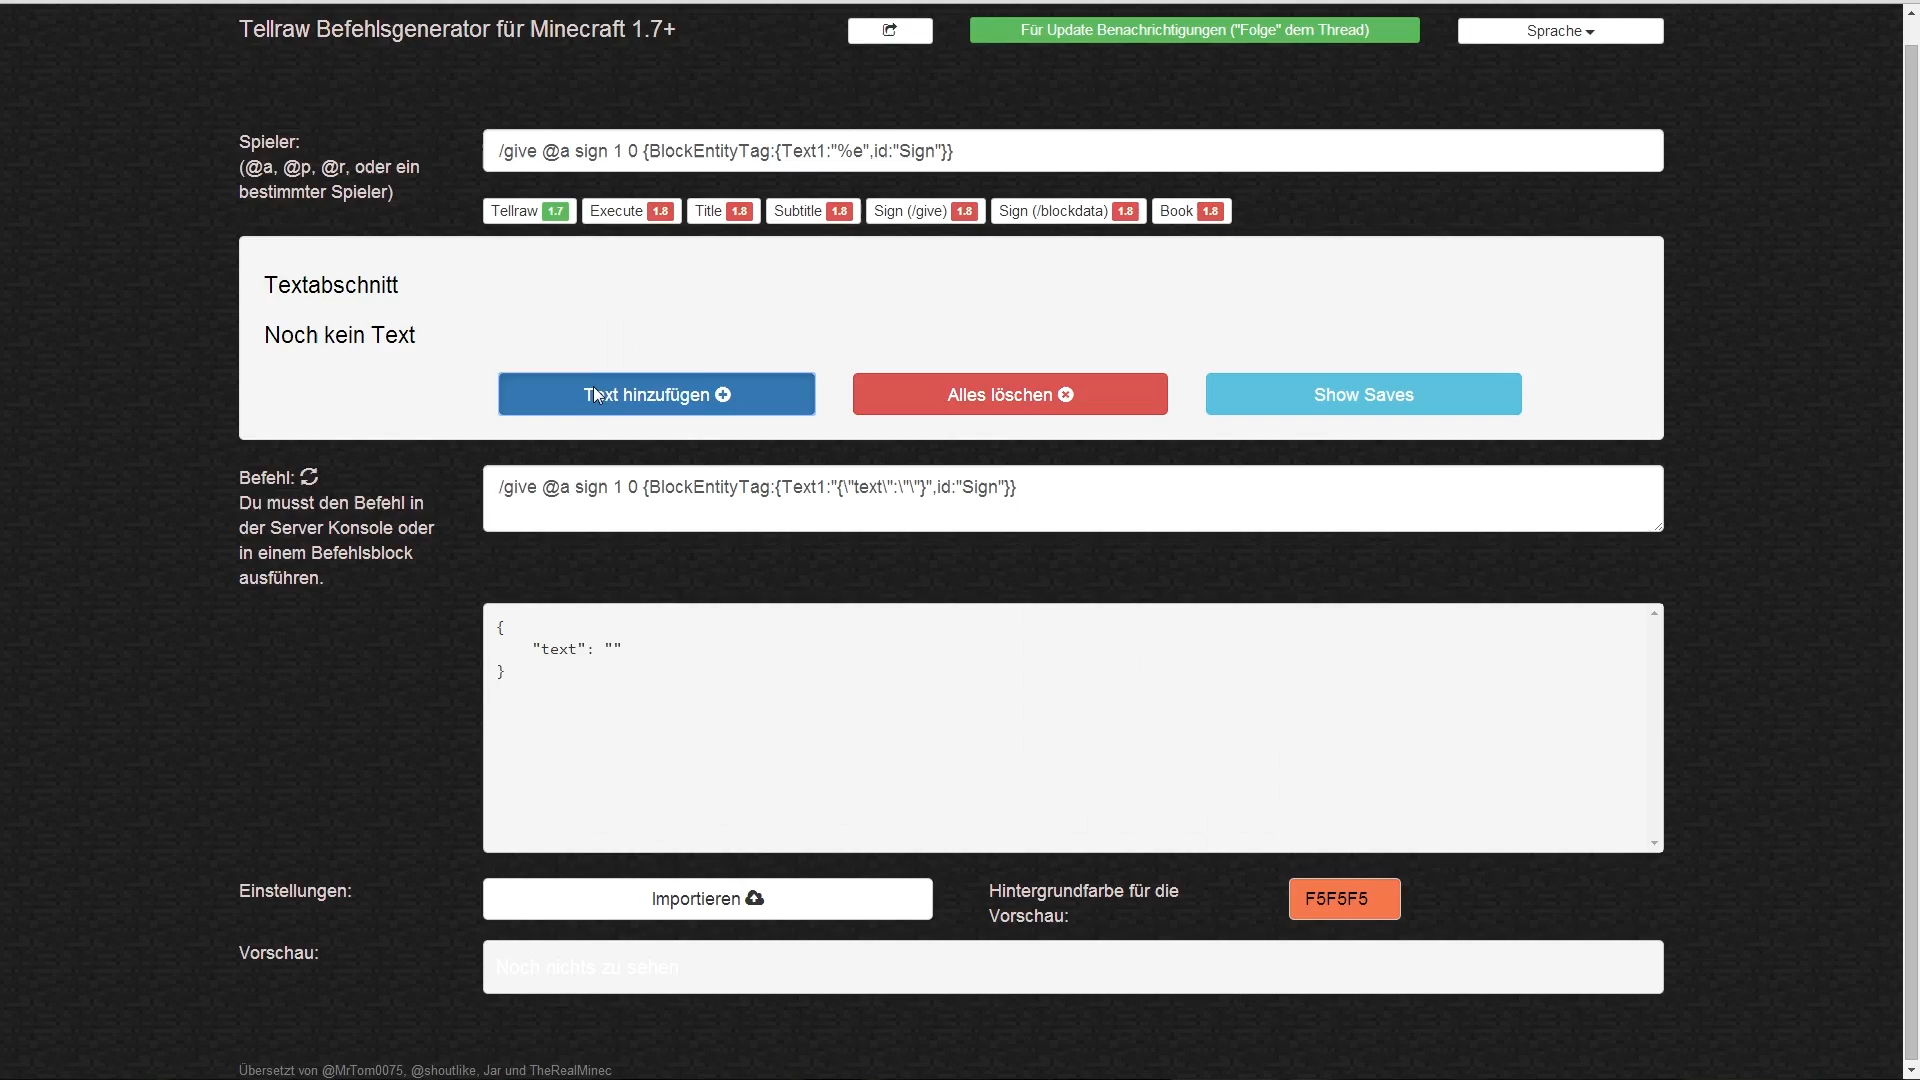 Tellraw Befehlsgenerator für Minecraft 1.7+
Für Update Benachrichtigungen ("Folge" dem Thread)
Sprache
Spieler:
(@a, @p, @r, oder ein
bestimmter Spieler)
/give @a sign 1 0 {BlockEntityTag:{Text1:"%e",id:"Sign"}}
Tellraw 1.7 Execute 1.8 Title 1.8 Subtitle 1.8 Sign (/give) 1.8 Sign (/blockdata) 1.8 Book 1.8
Textabschnitt
Noch kein Text
Text hinzufügen
Alles löschen
Show Saves
Befehl:
Du musst den Befehl in
der Server Konsole oder
in einem Befehlsblock
ausführen.
/give @a sign 1 0 {BlockEntityTag:{Text1:"{\"text\":\"\"}",id:"Sign"}}
{
"text": ""
}
Einstellungen:
Importieren
Hintergrundfarbe für die
Vorschau:
F5F5F5
Vorschau:
Noch nichts zu sehen
Übersetzt von @MrTom0075, @shoutlike, Jar und TheRealMinec